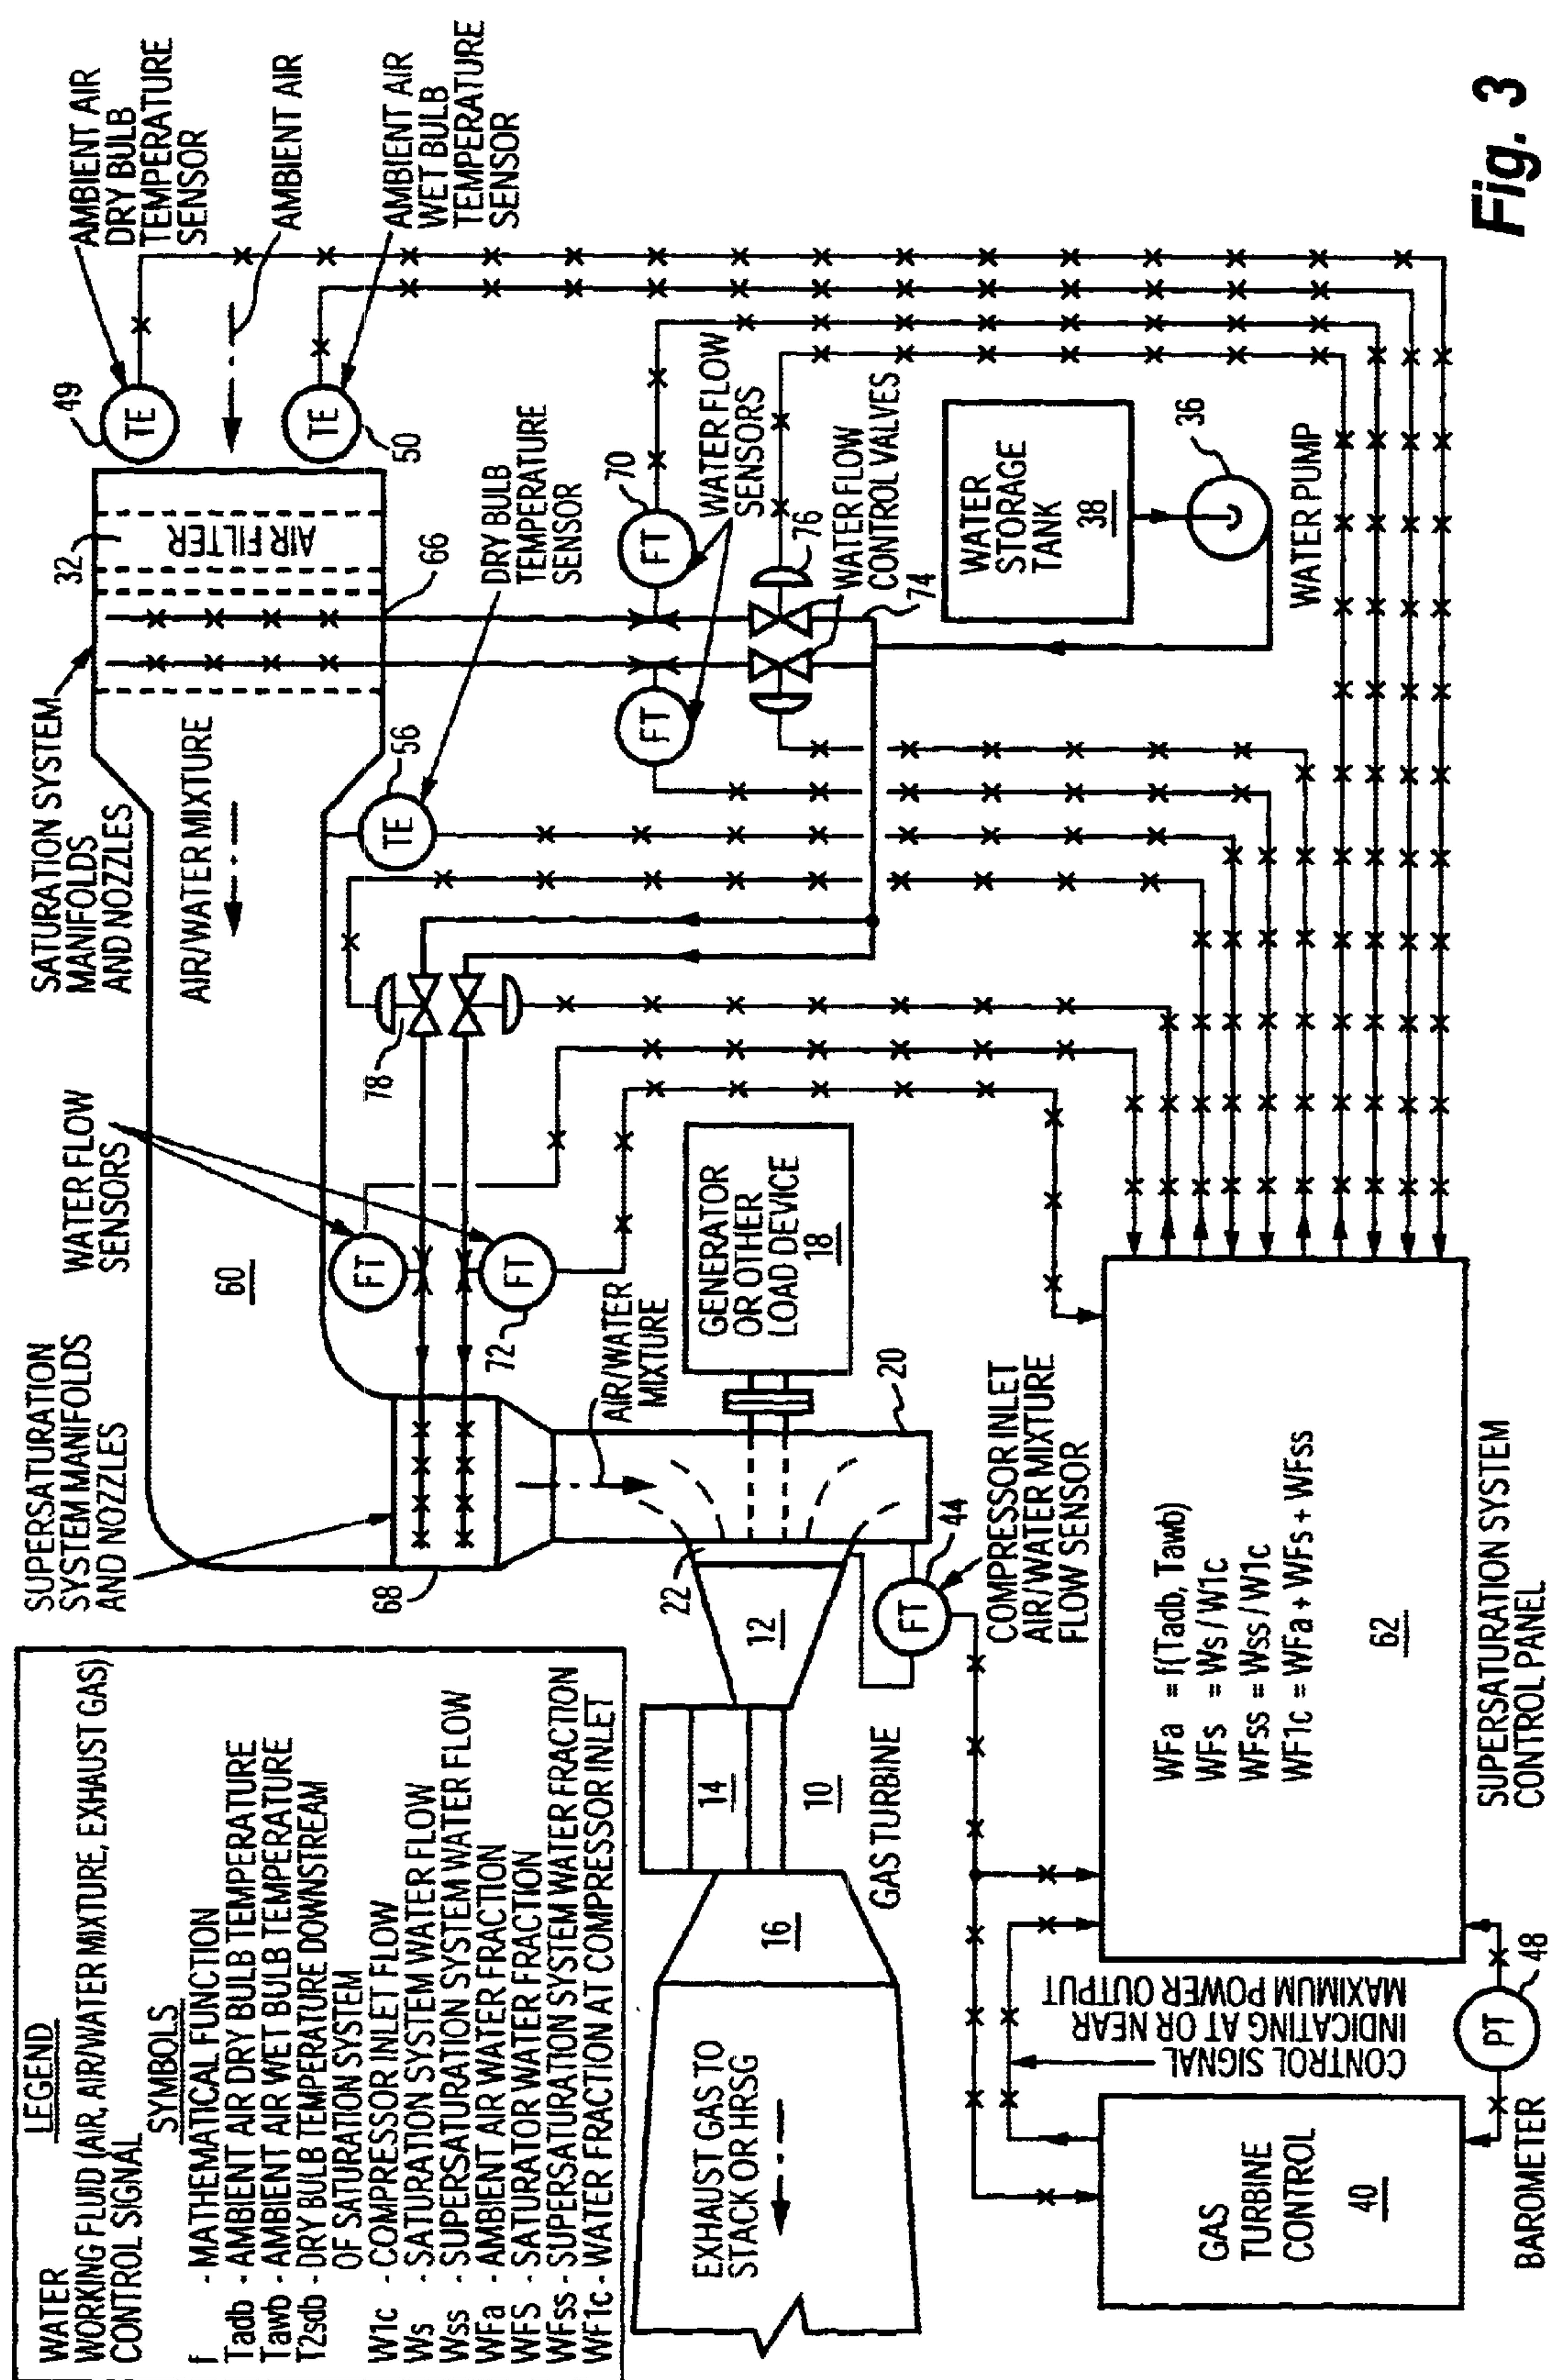 LEGEND
WATER
WORKING FLUID (AIR, AIR/WATER MIXTURE, EXHAUST GAS)
CONTROL SIGNAL
SYMBOLS
f - MATHEMATICAL FUNCTION
Tadb - AMBIENT AIR DRY BULB TEMPERATURE
Tawb - AMBIENT AIR WET BULB TEMPERATURE
T2sdb - DRY BULB TEMPERATURE DOWNSTREAM
OF SATURATION SYSTEM
W1c - COMPRESSOR INLET FLOW
Ws - SATURATION SYSTEM WATER FLOW
Wss - SUPERSATURATION SYSTEM WATER FLOW
WFa - AMBIENT AIR WATER FRACTION
WFS - SATURATOR WATER FRACTION
WFss - SUPERSATURATION SYSTEM WATER FRACTION
WF1c - WATER FRACTION AT COMPRESSOR INLET
SUPERSATURATION
SYSTEM MANIFOLDS
AND NOZZLES
68
WATER FLOW
SENSORS
60
FT
FT
72
78
SATURATION SYSTEM
MANIFOLDS
AND NOZZLES
AIR/WATER MIXTURE
32
AIR FILTER
66
TE
56
DRY BULB
TEMPERATURE
SENSOR
49
TE
AMBIENT AIR
DRY BULB
TEMPERATURE
SENSOR
AMBIENT AIR
TE
50
AMBIENT AIR
WET BULB
TEMPERATURE
SENSOR
FT
70
FT
WATER FLOW
SENSORS
76
WATER FLOW
CONTROL VALVES
74
WATER
STORAGE
TANK
38
36
WATER PUMP
AIR/WATER
MIXTURE
GENERATOR
OR OTHER
LOAD DEVICE
18
20
22
12
14
10
16
GAS TURBINE
EXHAUST GAS TO
STACK OR HRSG
FT
44
COMPRESSOR INLET
AIR/WATER MIXTURE
FLOW SENSOR
GAS
TURBINE
CONTROL
40
CONTROL SIGNAL
INDICATING AT OR NEAR
MAXIMUM POWER OUTPUT
PT
48
BAROMETER
WFa = f(Tadb, Tawb)
WFs = Ws/W1c
WFss = Wss/W1c
WF1c = WFa + WFs + WFss
62
SUPERSATURATION SYSTEM
CONTROL PANEL
Fig. 3